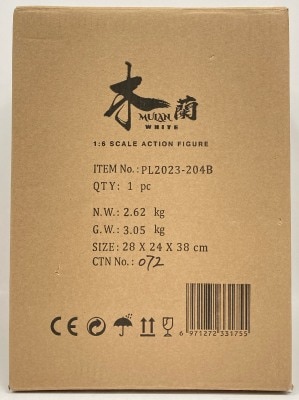 木蘭
MULAN
WHITE
1:6 SCALE ACTION FIGURE
ITEM No.: PL2023-204B
QTY: 1 pc
N.W.: 2.62 kg
G.W.: 3.05 kg
SIZE: 28 X 24 X 38 cm
CTN No.: 072
CE
6 971272 331755